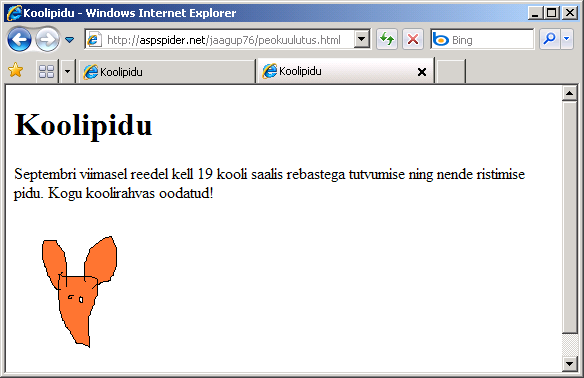 Koolipidu - Windows Internet Explorer
http://aspspider.net/jaagup76/peokuulutus.html
Bing
Koolipidu
Koolipidu
Koolipidu
Septembri viimasel reedel kell 19 kooli saalis rebastega tutvumise ning nende ristimise
pidu. Kogu koolirahvas oodatud!